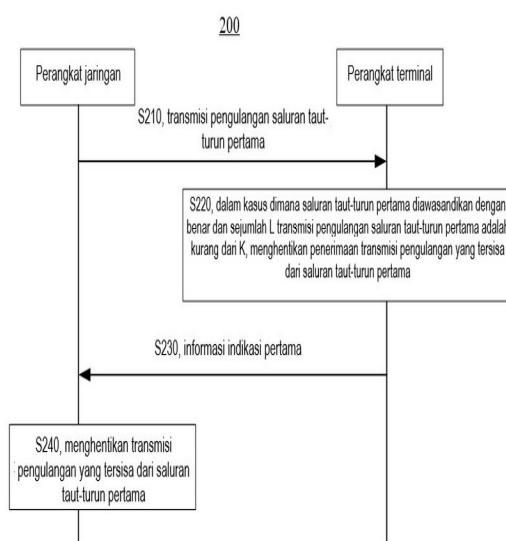 200
Perangkat jaringan
Perangkat terminal
S210, transmisi pengulangan saluran taut-
turun pertama
S220, dalam kasus dimana saluran taut-turun pertama diawasandikan dengan
benar dan sejumlah L transmisi pengulangan saluran taut-turun pertama adalah
kurang dari K, menghentikan penerimaan transmisi pengulangan yang tersisa
dari saluran taut-turun pertama
S230, informasi indikasi pertama
S240, menghentikan transmisi
pengulangan yang tersisa dari saluran
taut-turun pertama